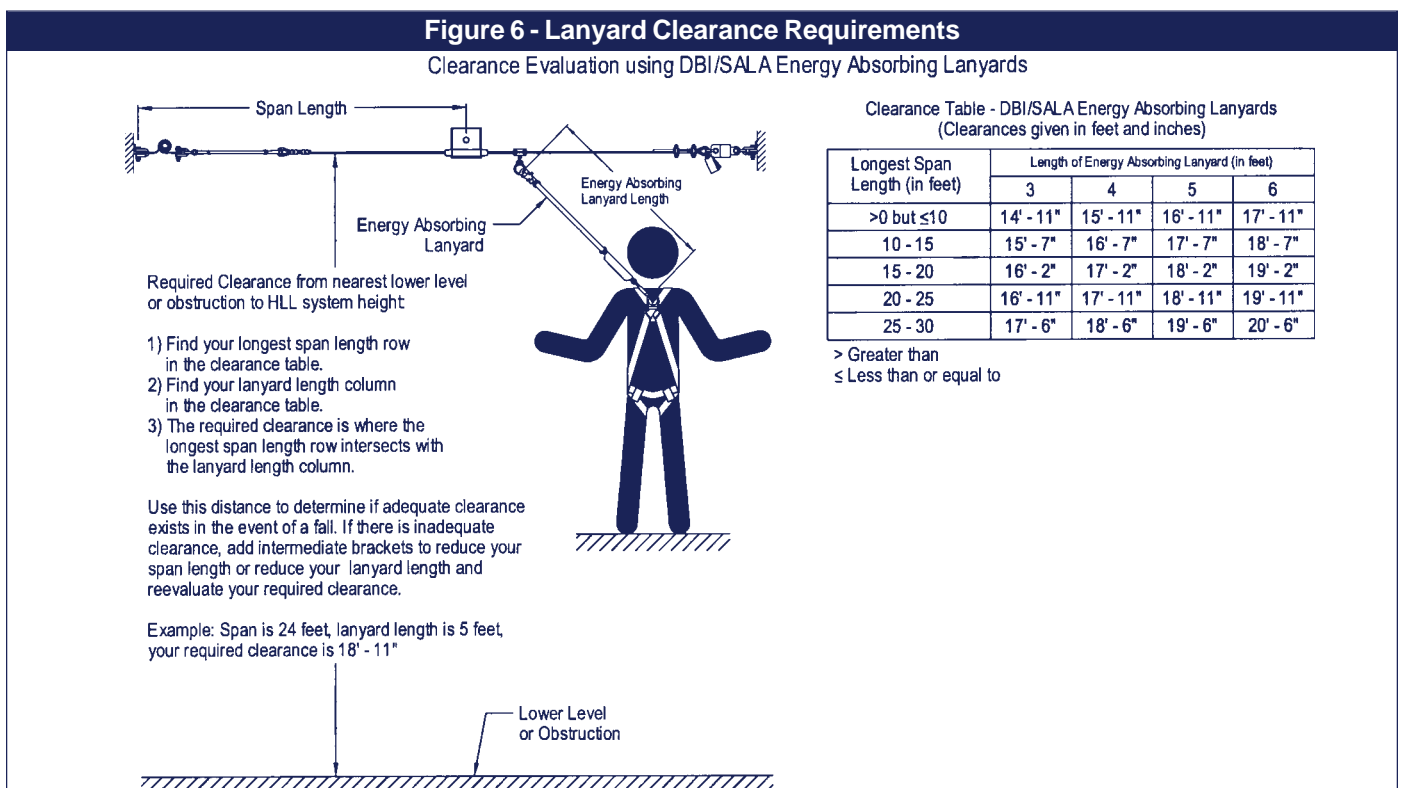 Figure 6 - Lanyard Clearance Requirements
Clearance Evaluation using DBI/SALA Energy Absorbing Lanyards
Span Length
Energy Absorbing
Lanyard Length
Energy Absorbing
Lanyard
Required Clearance from nearest lower level
or obstruction to HLL system height:
1) Find your longest span length row
in the clearance table.
2) Find your lanyard length column
in the clearance table.
3) The required clearance is where the
longest span length row intersects with
the lanyard length column.
Use this distance to determine if adequate clearance
exists in the event of a fall. If there is inadequate
clearance, add intermediate brackets to reduce your
span length or reduce your lanyard length and
reevaluate your required clearance.
Example: Span is 24 feet, lanyard length is 5 feet,
your required clearance is 18' - 11"
Lower Level
or Obstruction
Clearance Table - DBI/SALA Energy Absorbing Lanyards
(Clearances given in feet and inches)
Longest Span
Length (in feet)
Length of Energy Absorbing Lanyard (in feet)
3 4 5 6
>0 but ≤10 14' - 11" 15' - 11" 16' - 11" 17' - 11"
10 - 15 15' - 7" 16' - 7" 17' - 7" 18' - 7"
15 - 20 16' - 2" 17' - 2" 18' - 2" 19' - 2"
20 - 25 16' - 11" 17' - 11" 18' - 11" 19' - 11"
25 - 30 17' - 6" 18' - 6" 19' - 6" 20' - 6"
> Greater than
≤ Less than or equal to